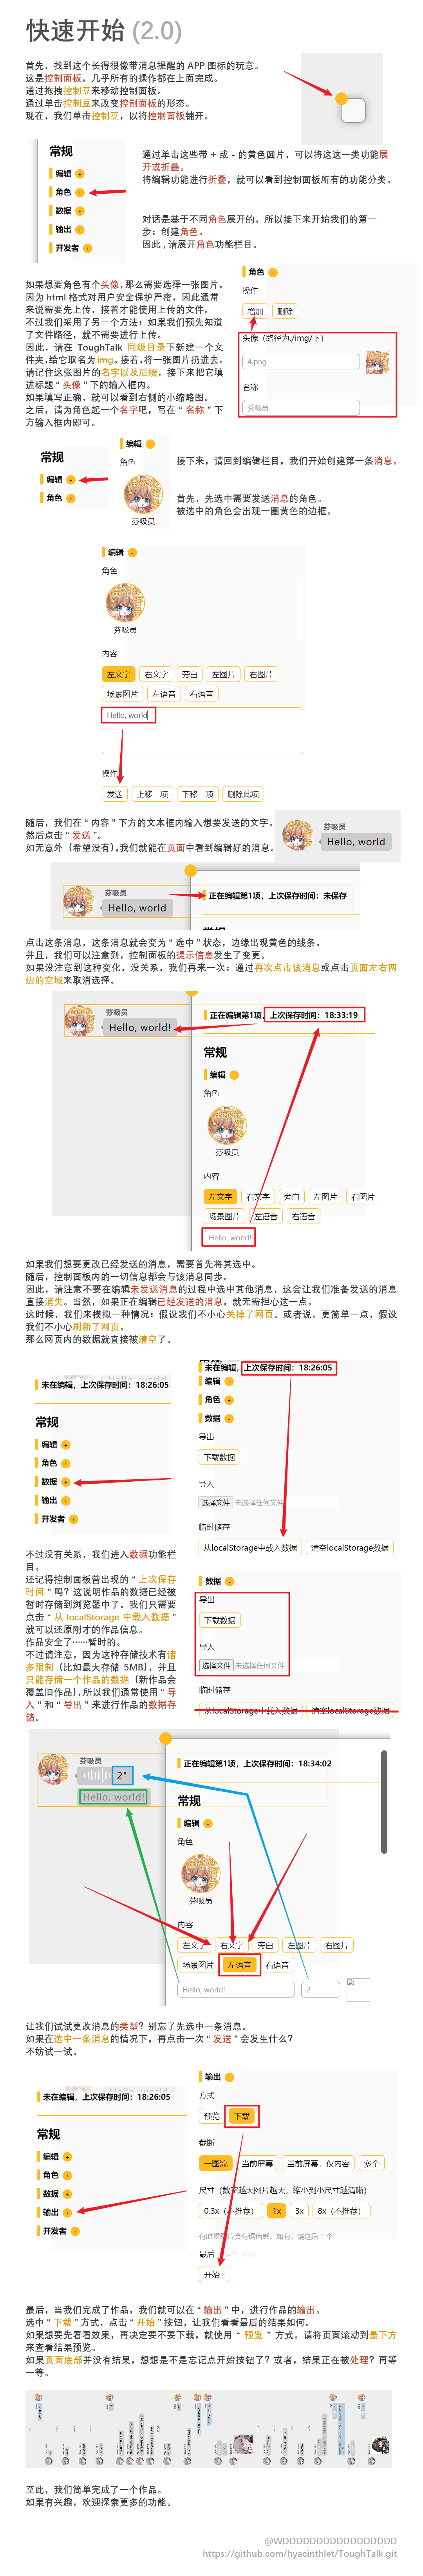 快速开始 (2.0)
首先，找到这个长得很像带消息提醒的 APP 图标的玩意。
这是控制面板，几乎所有的操作都在上面完成。
通过拖拽控制豆来移动控制面板。
通过单击控制豆来改变控制面板的形态。
现在，我们单击控制豆，以将控制面板铺开。
常规
编辑 +
角色 +
数据 +
输出 +
开发者 +
通过单击这些带 + 或 - 的黄色圆片，可以将这这一类功能展
开或折叠。
将编辑功能进行折叠，就可以看到控制面板所有的功能分类。
对话是基于不同角色展开的，所以接下来开始我们的第一
步：创建角色。
因此，请展开角色功能栏目。
如果想要角色有个头像，那么需要选择一张图片。
因为 html 格式对用户安全保护严密，因此通常
来说需要先上传，接着才能使用上传的文件。
不过我们采用了另一个方法：如果我们预先知道
了文件路径，就不需要进行上传。
因此，请在 ToughTalk 同级目录下新建一个文
件夹，给它取名为 img。接着，将一张图片扔进去。
请记住这张图片的名字以及后缀，接下来把它填
进标题 “ 头像 ” 下的输入框内。
如果填写正确，就可以看到右侧的小缩略图。
之后，请为角色起一个名字吧，写在 “ 名称 ” 下
方输入框内即可。
角色 -
操作
增加 删除
头像（路径为./img/下）
4.png
名称
芬吸员
常规
编辑 +
角色 +
编辑 -
角色
芬吸员
接下来，请回到编辑栏目，我们开始创建第一条消息。
首先，先选中需要发送消息的角色。
被选中的角色会出现一圈黄色的边框。
编辑 -
角色
芬吸员
内容
左文字 右文字 旁白 左图片 右图片
场景图片 左语音 右语音
Hello, world
操作
发送 上移一项 下移一项 删除此项
随后，我们在 “ 内容 ” 下方的文本框内输入想要发送的文字。
然后点击 “ 发送 ”。
如无意外（希望没有），我们就能在页面中看到编辑好的消息。
芬吸员
Hello, world
芬吸员
Hello, world
正在编辑第1项，上次保存时间：未保存
点击这条消息，这条消息就会变为 “ 选中 ” 状态，边缘出现黄色的线条。
并且，我们可以注意到，控制面板的提示信息发生了变更。
如果没注意到这种变化，没关系，我们再来一次：通过再次点击该消息或点击页面左右两
边的空域来取消选择。
芬吸员
Hello, world!
正在编辑第1项，上次保存时间：18:33:19
常规
编辑 -
角色
芬吸员
内容
左文字 右文字 旁白 左图片 右图片
场景图片 左语音 右语音
Hello, world!
如果我们想要更改已经发送的消息，需要首先将其选中。
随后，控制面板内的一切信息都会与该消息同步。
因此，请注意不要在编辑未发送消息的过程中选中其他消息，这会让我们准备发送的消息
直接消失。当然，如果正在编辑已经发送的消息，就无需担心这一点。
这时候，我们来模拟一种情况：假设我们不小心关掉了网页。或者说，更简单一点，假设
我们不小心刷新了网页。
那么网页内的数据就直接被清空了。
未在编辑，上次保存时间：18:26:05
常规
编辑 +
角色 +
数据 +
输出 +
开发者 +
未在编辑，上次保存时间：18:26:05
编辑 +
角色 +
数据 -
导出
下载数据
导入
选择文件 未选择任何文件
临时储存
从localStorage中载入数据 清空localStorage数据
不过没有关系，我们进入数据功能栏
目。
还记得控制面板曾出现的 “ 上次保存
时间 ” 吗？这说明作品的数据已经被
暂时存储到浏览器中了。我们只需要
点击 “ 从 localStorage 中载入数据 ”
就可以还原刚才的作品信息。
作品安全了……暂时的。
不过请注意，因为这种存储技术有诸
多限制（比如最大存储 5MB），并且
只能存储一个作品的数据（新作品会
覆盖旧作品），所以我们通常使用 “ 导
入 ” 和 “ 导出 ” 来进行作品的数据存
储。
数据 -
导出
下载数据
导入
选择文件 未选择任何文件
临时储存
从localStorage中载入数据 清空localStorage数据
芬吸员
2"
Hello, world!
正在编辑第1项，上次保存时间：18:34:02
常规
编辑 -
角色
芬吸员
内容
左文字 右文字 旁白 左图片 右图片
场景图片 左语音 右语音
Hello, world! 2
让我们试试更改消息的类型？别忘了先选中一条消息。
如果在选中一条消息的情况下，再点击一次 “ 发送 ” 会发生什么？
不妨试一试。
未在编辑，上次保存时间：18:26:05
常规
编辑 +
角色 +
数据 +
输出 +
开发者 +
输出 -
方式
预览 下载
截断
一图流 当前屏幕 当前屏幕，仅内容 多个
尺寸（数字越大图片越大，缩小到小尺寸越清晰）
0.3x（不推荐） 1x 3x 8x（不推荐）
有时候图片会有锯齿感，如有，请选后一个
最后
开始
最后，当我们完成了作品，我们就可以在 “ 输出 ” 中，进行作品的输出。
选中 “ 下载 ” 方式，点击 “ 开始 ” 按钮，让我们看看最后的结果如何。
如果想要先看看效果，再决定要不要下载，就使用 “ 预览 ” 方式。请将页面滚动到最下方
来查看结果预览。
如果页面底部并没有结果，想想是不是忘记点开始按钮了？或者，结果正在被处理？再等
一等。
至此，我们简单完成了一个作品。
如果有兴趣，欢迎探索更多的功能。
@WDDDDDDDDDDDDDDDDD
https://github.com/hyacinthlet/ToughTalk.git